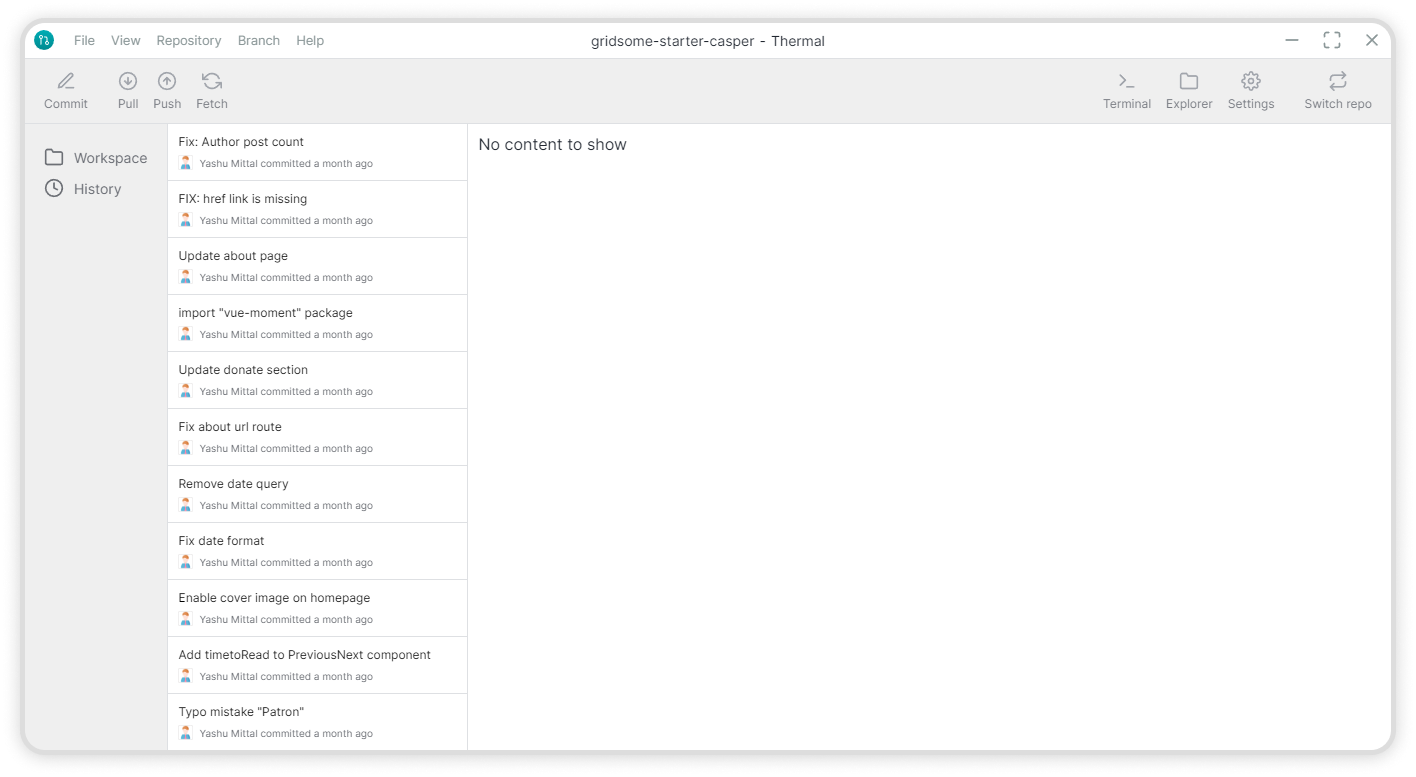 File View Repository Branch Help
gridsome-starter-casper - Thermal
Commit Pull Push Fetch
Terminal Explorer Settings Switch repo
Workspace
History
Fix: Author post count
Yashu Mittal committed a month ago
FIX: href link is missing
Yashu Mittal committed a month ago
Update about page
Yashu Mittal committed a month ago
import "vue-moment" package
Yashu Mittal committed a month ago
Update donate section
Yashu Mittal committed a month ago
Fix about url route
Yashu Mittal committed a month ago
Remove date query
Yashu Mittal committed a month ago
Fix date format
Yashu Mittal committed a month ago
Enable cover image on homepage
Yashu Mittal committed a month ago
Add timetoRead to PreviousNext component
Yashu Mittal committed a month ago
Typo mistake "Patron"
Yashu Mittal committed a month ago
No content to show